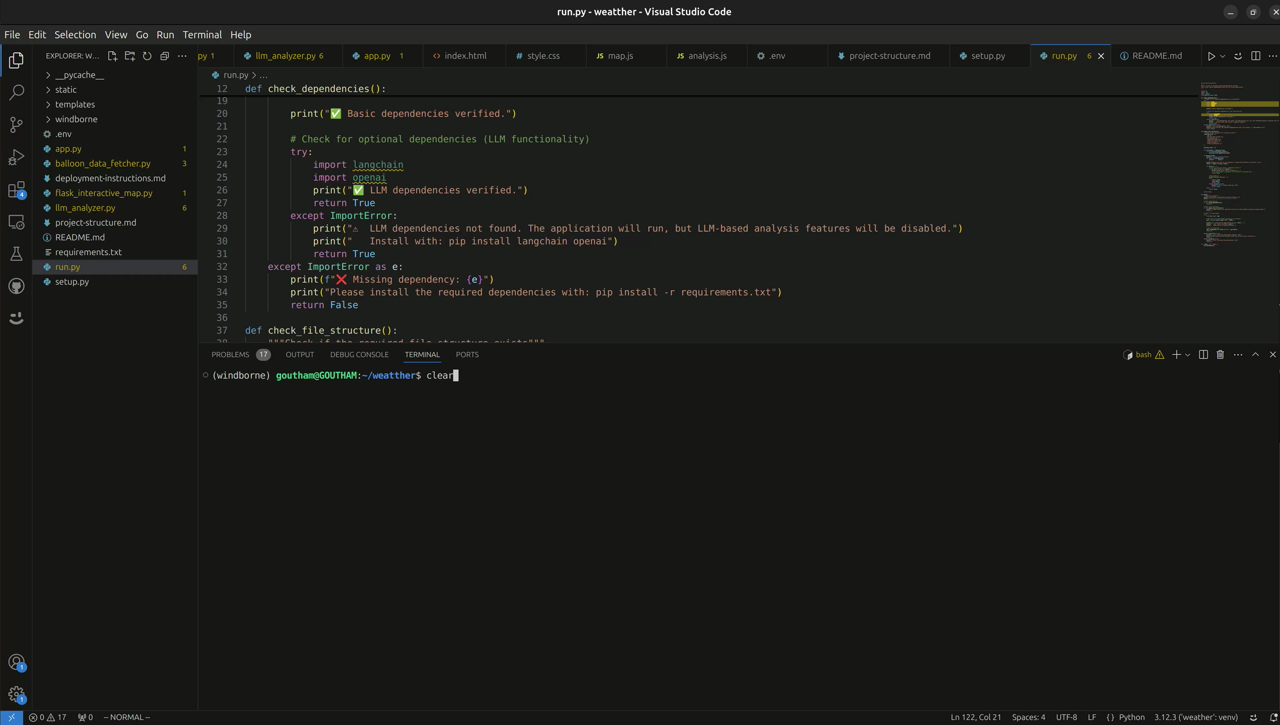 run.py - weatther - Visual Studio Code
File Edit Selection View Go Run Terminal Help
EXPLORER: W...
py 1 llm_analyzer.py 6 app.py 1 index.html style.css map.js analysis.js .env project-structure.md setup.py run.py 6 README.md
__pycache__
static
templates
windborne
.env
app.py 1
balloon_data_fetcher.py 3
deployment-instructions.md
flask_interactive_map.py 1
llm_analyzer.py 6
project-structure.md
README.md
requirements.txt
run.py 6
setup.py
run.py > ...
12 def check_dependencies():
19
20 print("✅ Basic dependencies verified.")
21
22 # Check for optional dependencies (LLM functionality)
23 try:
24 import langchain
25 import openai
26 print("✅ LLM dependencies verified.")
27 return True
28 except ImportError:
29 print("⚠ LLM dependencies not found. The application will run, but LLM-based analysis features will be disabled.")
30 print("   Install with: pip install langchain openai")
31 return True
32 except ImportError as e:
33 print(f"❌ Missing dependency: {e}")
34 print("Please install the required dependencies with: pip install -r requirements.txt")
35 return False
36
37 def check_file_structure():
"""Check if the required file structure exists"""
PROBLEMS 17 OUTPUT DEBUG CONSOLE TERMINAL PORTS
bash
(windborne) goutham@GOUTHAM:~/weatther$ clear
4
1
1
0 17 0 -- NORMAL --
Ln 122, Col 21 Spaces: 4 UTF-8 LF {} Python 3.12.3 ('weather': venv)